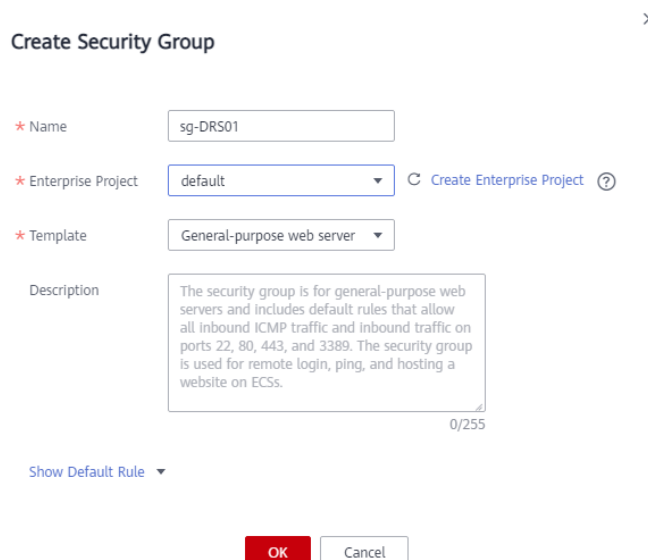 Create Security Group
* Name
sg-DRS01
* Enterprise Project
default
Create Enterprise Project
?
* Template
General-purpose web server
Description
The security group is for general-purpose web
servers and includes default rules that allow
all inbound ICMP traffic and inbound traffic on
ports 22, 80, 443, and 3389. The security group
is used for remote login, ping, and hosting a
website on ECSs.
0/255
Show Default Rule
OK
Cancel